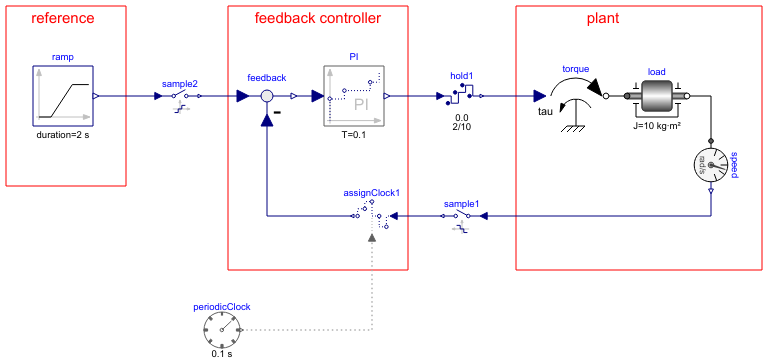 reference
feedback controller
plant
ramp
duration=2 s
sample2
feedback
PI
PI
T=0.1
hold1
0.0
2/10
torque
tau
load
J=10 kg·m²
rad/s
speed
assignClock1
sample1
periodicClock
0.1 s